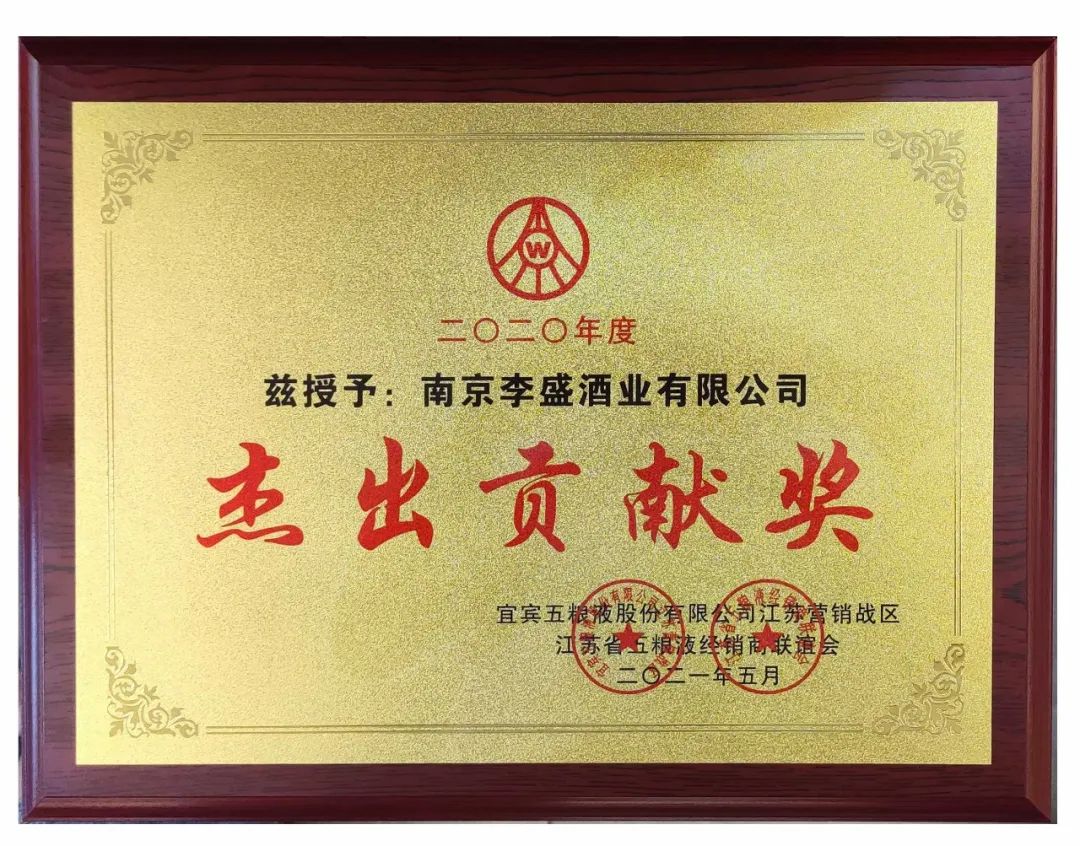 W
二〇二〇年度
兹授予：南京李盛酒业有限公司
杰出贡献奖
宜宾五粮液股份有限公司江苏营销战区
江苏省五粮液经销商联谊会
二〇二一年五月